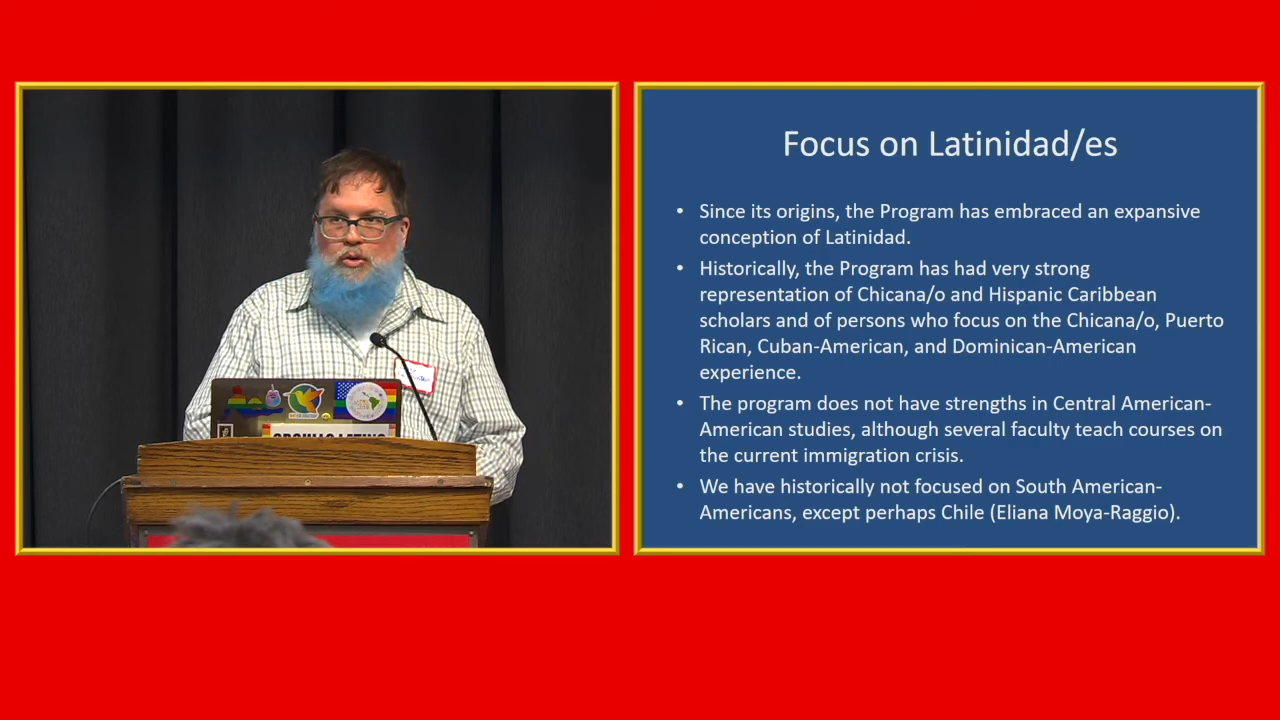 Focus on Latinidad/es
• Since its origins, the Program has embraced an expansive
conception of Latinidad.
• Historically, the Program has had very strong
representation of Chicana/o and Hispanic Caribbean
scholars and of persons who focus on the Chicana/o, Puerto
Rican, Cuban-American, and Dominican-American
experience.
• The program does not have strengths in Central American-
American studies, although several faculty teach courses on
the current immigration crisis.
• We have historically not focused on South American-
Americans, except perhaps Chile (Eliana Moya-Raggio).